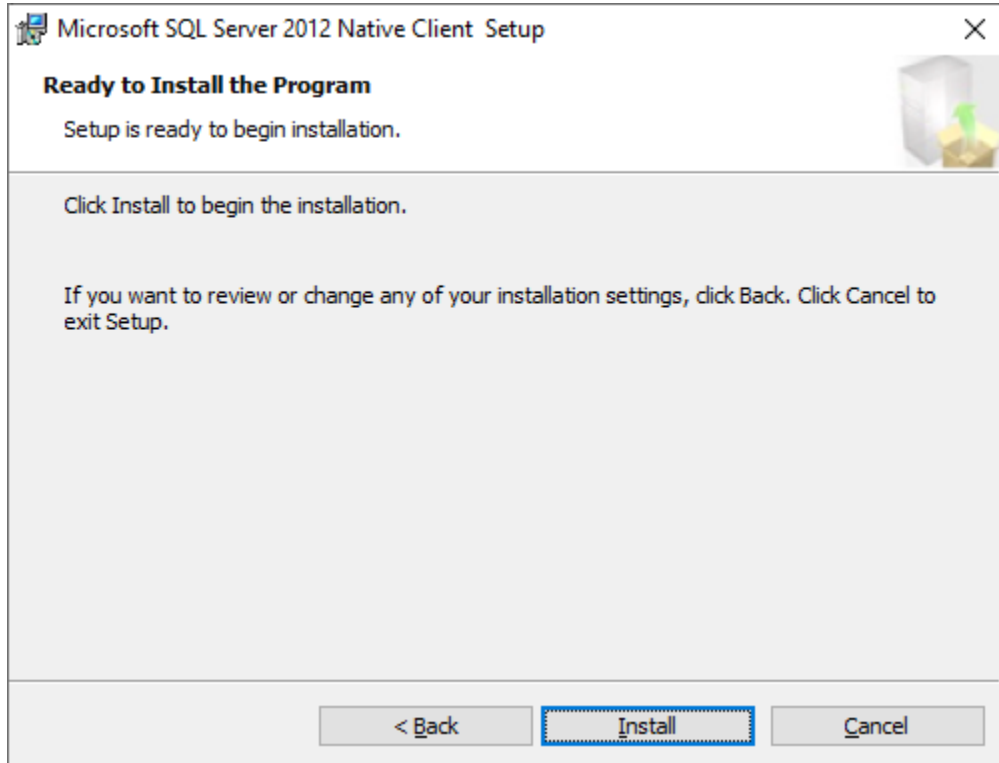 Microsoft SQL Server 2012 Native Client  Setup
Ready to Install the Program
Setup is ready to begin installation.
Click Install to begin the installation.
If you want to review or change any of your installation settings, click Back. Click Cancel to
exit Setup.
< Back
Install
Cancel